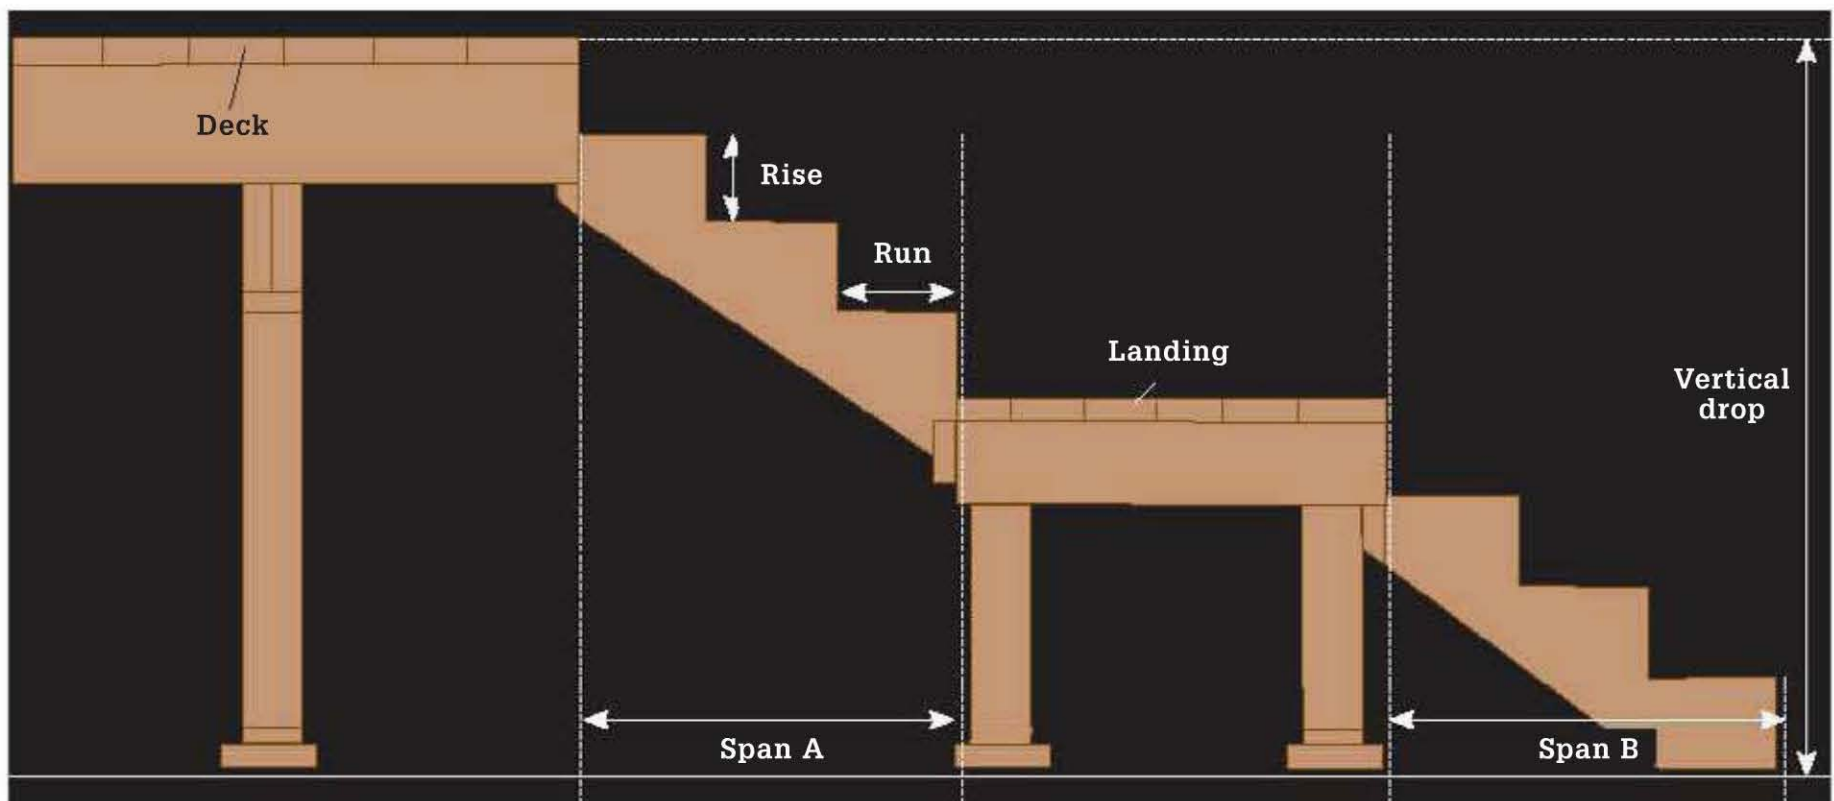 Deck
Rise
Run
Landing
Vertical
drop
Span A
Span B